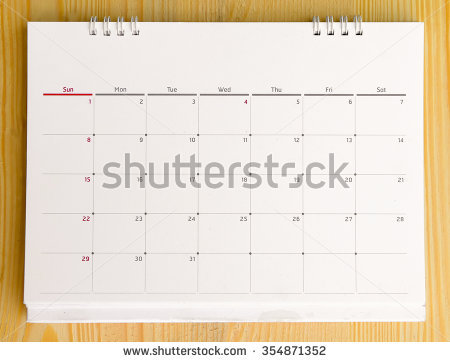 Sun Mon Tue Wed Thu Fri Sat
1 2 3 4 5 6 7
8 9 10 11 12 13 14
15 16 17 18 19 20 21
22 23 24 25 26 27 28
29 30 31
shutterstock
www.shutterstock.com · 354871352